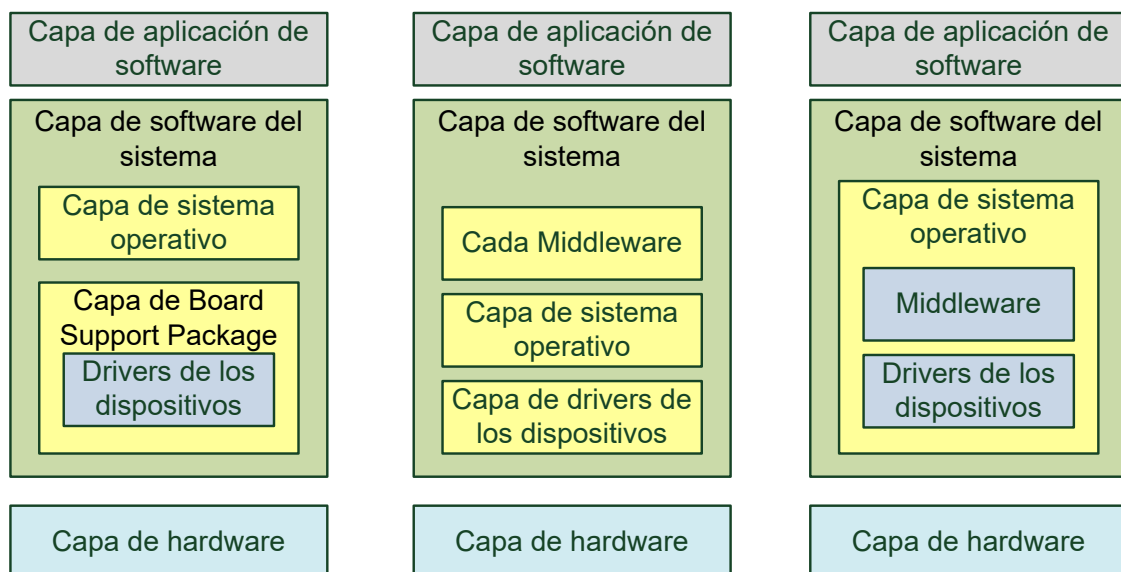 Capa de aplicación de
software
Capa de software del
sistema
Capa de sistema
operativo
Capa de Board
Support Package
Drivers de los
dispositivos
Capa de hardware
Capa de aplicación de
software
Capa de software del
sistema
Cada Middleware
Capa de sistema
operativo
Capa de drivers de
los dispositivos
Capa de hardware
Capa de aplicación de
software
Capa de software del
sistema
Capa de sistema
operativo
Middleware
Drivers de los
dispositivos
Capa de hardware